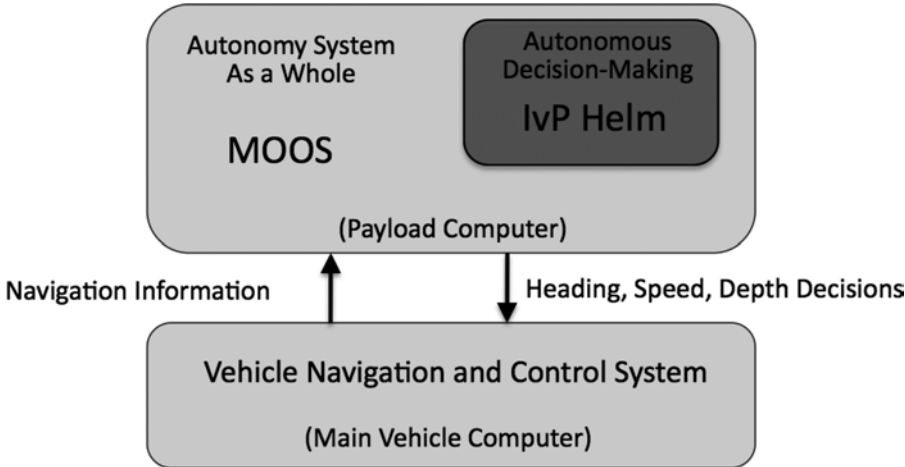 Autonomy System
As a Whole
MOOS
Autonomous
Decision-Making
IvP Helm
(Payload Computer)
Navigation Information
Heading, Speed, Depth Decisions
Vehicle Navigation and Control System
(Main Vehicle Computer)